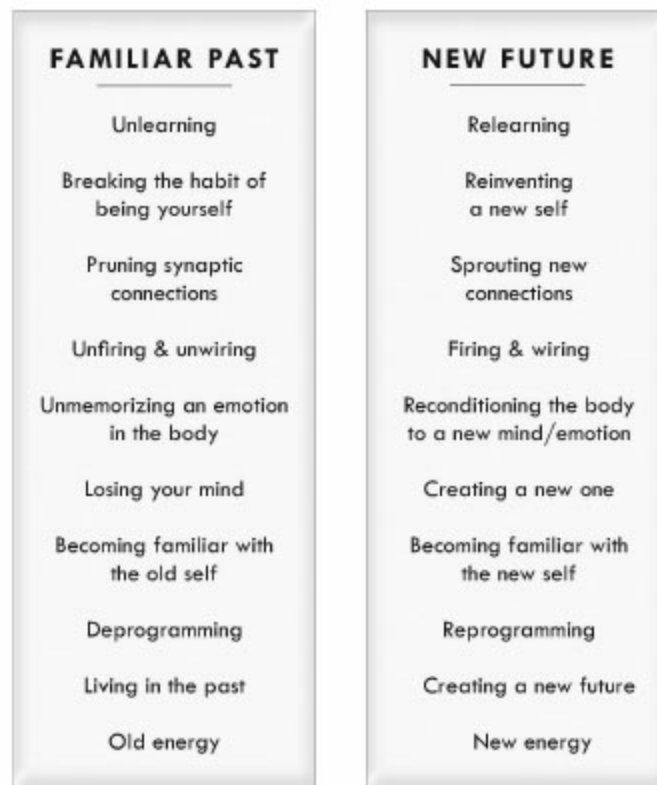 FAMILIAR PAST
Unlearning
Breaking the habit of
being yourself
Pruning synaptic
connections
Unfiring & unwiring
Unmemorizing an emotion
in the body
Losing your mind
Becoming familiar with
the old self
Deprogramming
Living in the past
Old energy
NEW FUTURE
Relearning
Reinventing
a new self
Sprouting new
connections
Firing & wiring
Reconditioning the body
to a new mind/emotion
Creating a new one
Becoming familiar with
the new self
Reprogramming
Creating a new future
New energy